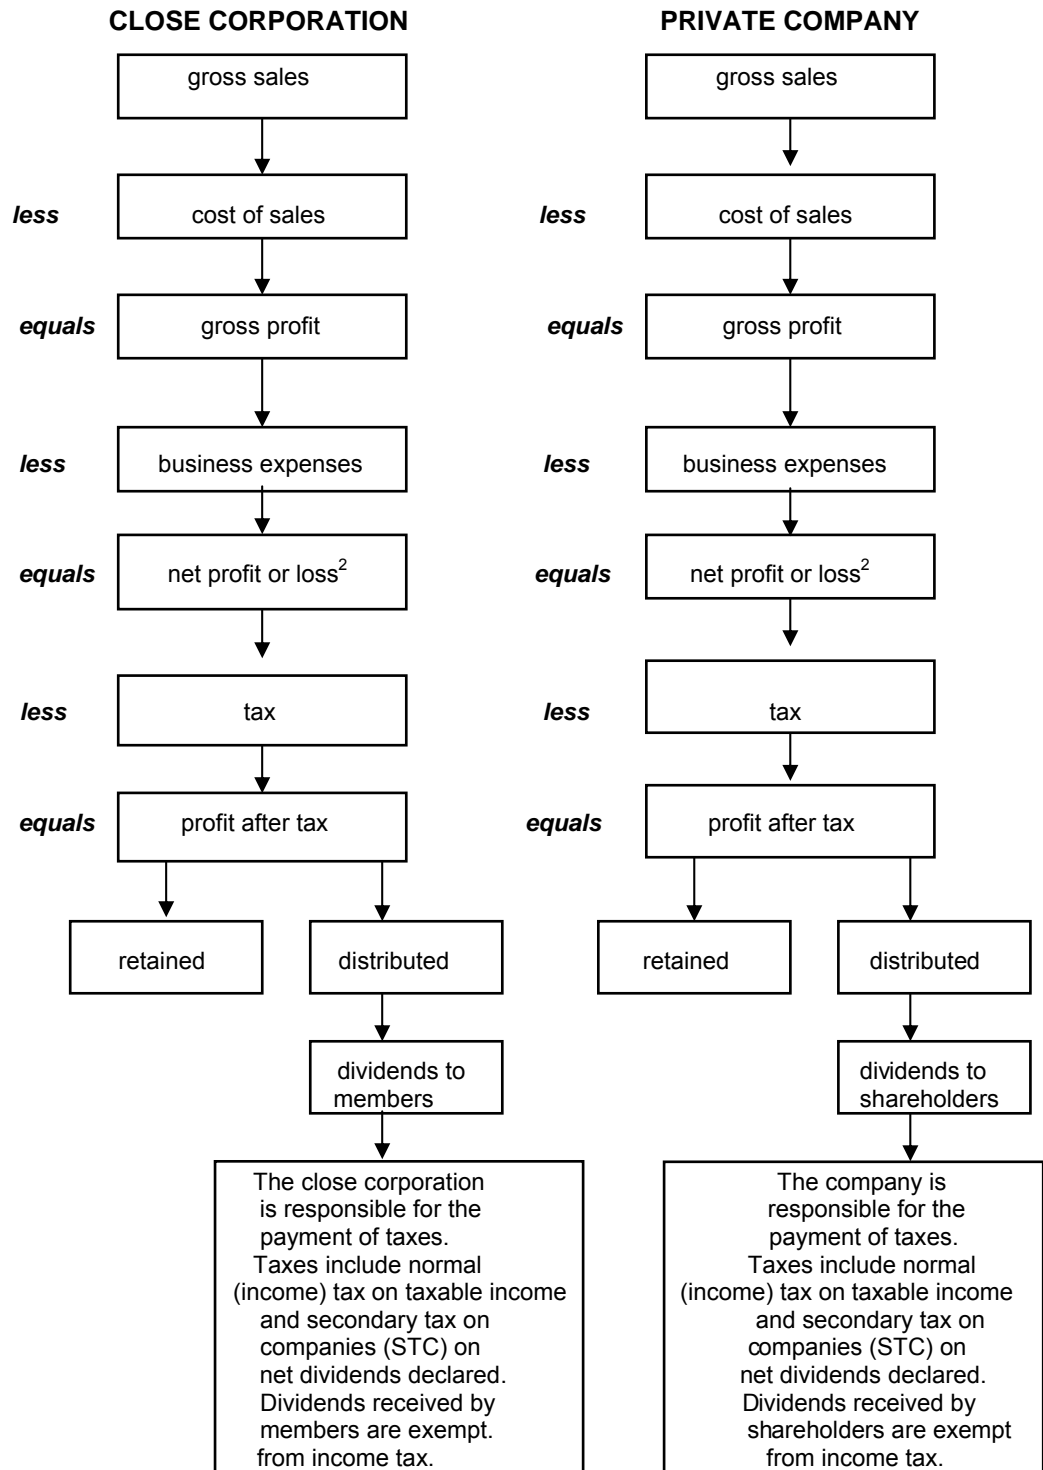 CLOSE CORPORATION
gross sales
less
cost of sales
equals
gross profit
less
business expenses
equals
net profit or loss²
less
tax
equals
profit after tax
retained
distributed
dividends to
members
The close corporation
is responsible for the
payment of taxes.
Taxes include normal
(income) tax on taxable income
and secondary tax on
companies (STC) on
net dividends declared.
Dividends received by
members are exempt.
from income tax.
PRIVATE COMPANY
gross sales
less
cost of sales
equals
gross profit
less
business expenses
equals
net profit or loss²
less
tax
equals
profit after tax
retained
distributed
dividends to
shareholders
The company is
responsible for the
payment of taxes.
Taxes include normal
(income) tax on taxable income
and secondary tax on
companies (STC) on
net dividends declared.
Dividends received by
shareholders are exempt
from income tax.